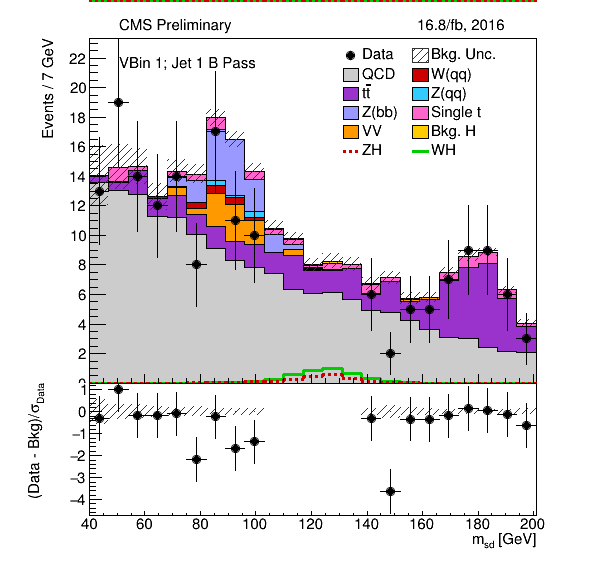 CMS Preliminary 16.8/fb, 2016
Events / 7 GeV
VBin 1; Jet 1 B Pass
Data Bkg. Unc.
QCD W(qq)
tt̄ Z(qq)
Z(bb) Single t
VV Bkg. H
ZH WH
22
20
18
16
14
12
10
8
6
4
2
(Data - Bkg)/σData
1
0
−1
−2
−3
−4
40 60 80 100 120 140 160 180 200
msd [GeV]